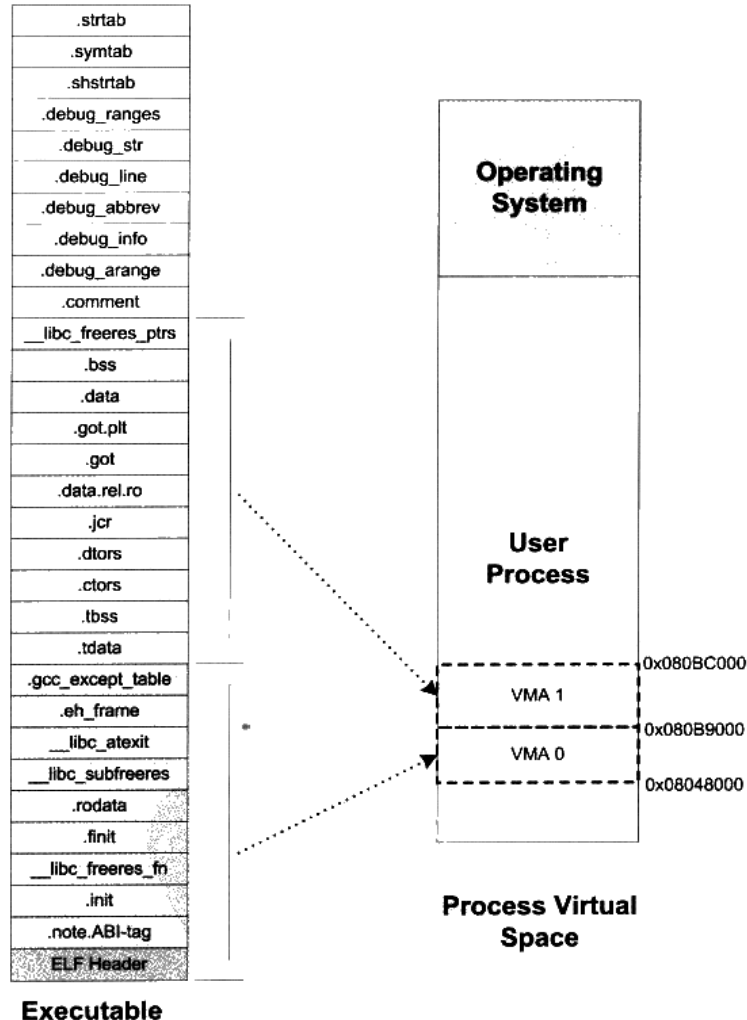 .strtab
.symtab
.shstrtab
.debug_ranges
.debug_str
.debug_line
.debug_abbrev
.debug_info
.debug_arange
.comment
__libc_freeres_ptrs
.bss
.data
.got.plt
.got
.data.rel.ro
.jcr
.dtors
.ctors
.tbss
.tdata
.gcc_except_table
.eh_frame
__libc_atexit
__libc_subfreeres
.rodata
.finit
__libc_freeres_fn
.init
.note.ABI-tag
ELF Header
Executable
Operating
System
User
Process
0x080BC000
VMA 1
0x080B9000
VMA 0
0x08048000
Process Virtual
Space